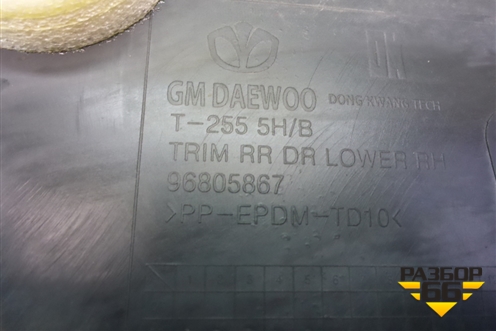 GM DAEWOO DONG KWANG TECH
T-255 5H/B
TRIM RR DR LOWER RH
96805867
>PP-EPDM-TD10<
РАЗБОР
66